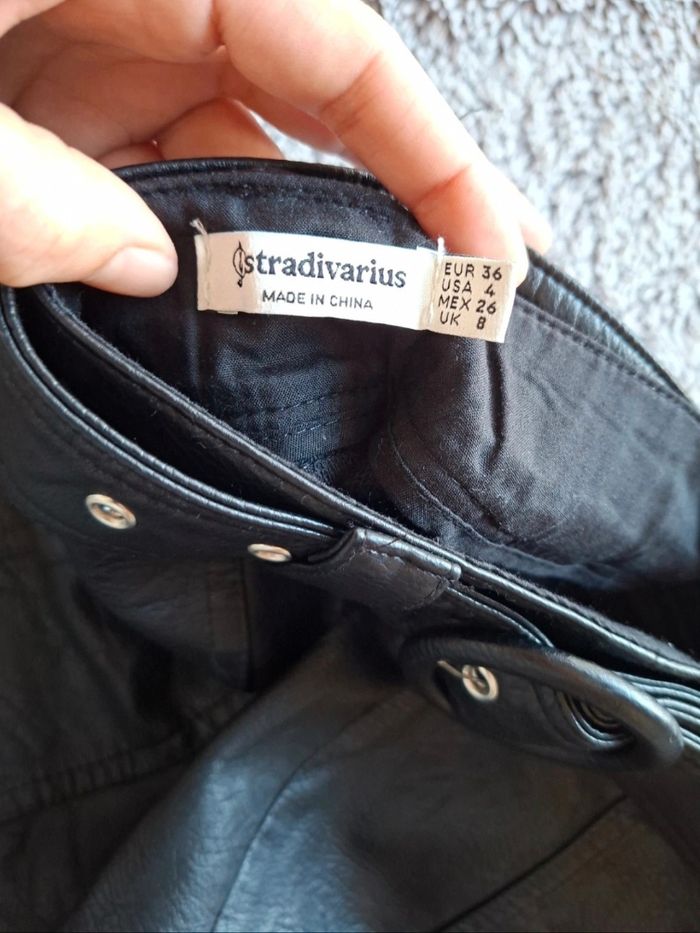 stradivarius
MADE IN CHINA
EUR 36
USA 4
MEX 26
UK 8